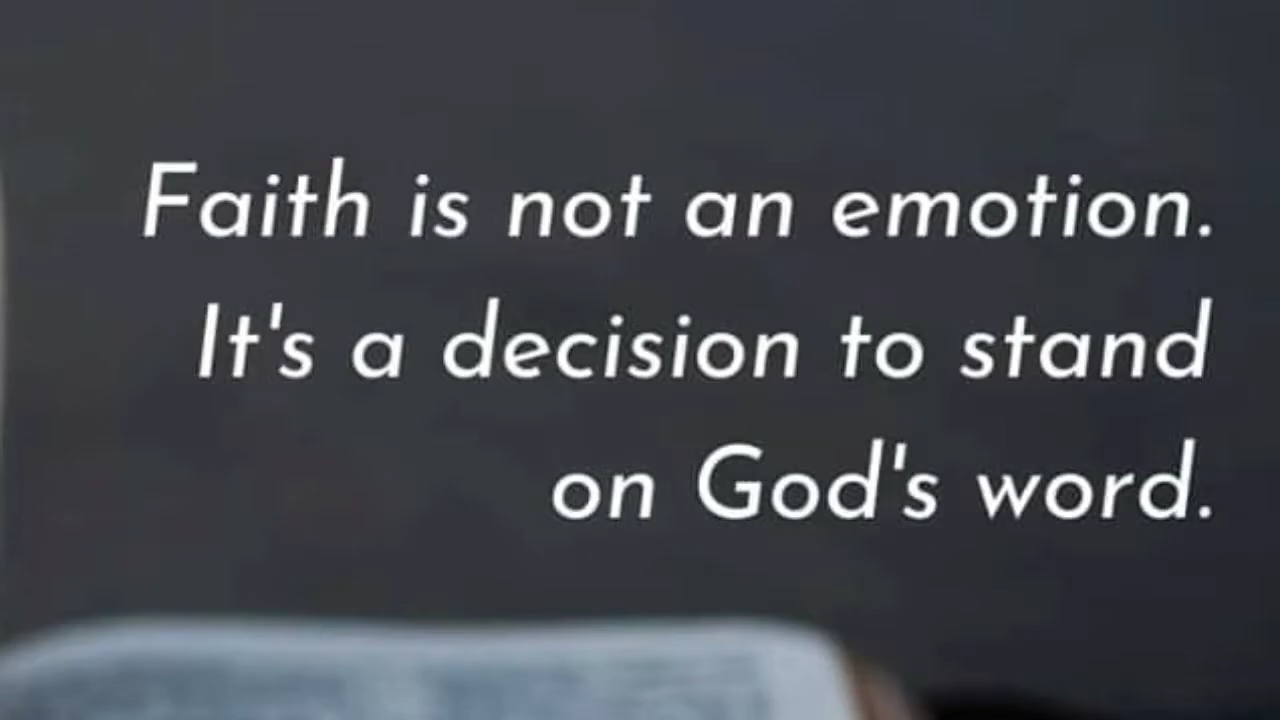 Faith is not an emotion.
It's a decision to stand
on God's word.